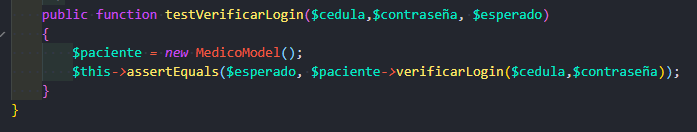 public function testVerificarLogin($cedula,$contraseña, $esperado)
{
$paciente = new MedicoModel();
$this->assertEquals($esperado, $paciente->verificarLogin($cedula,$contraseña));
}
}